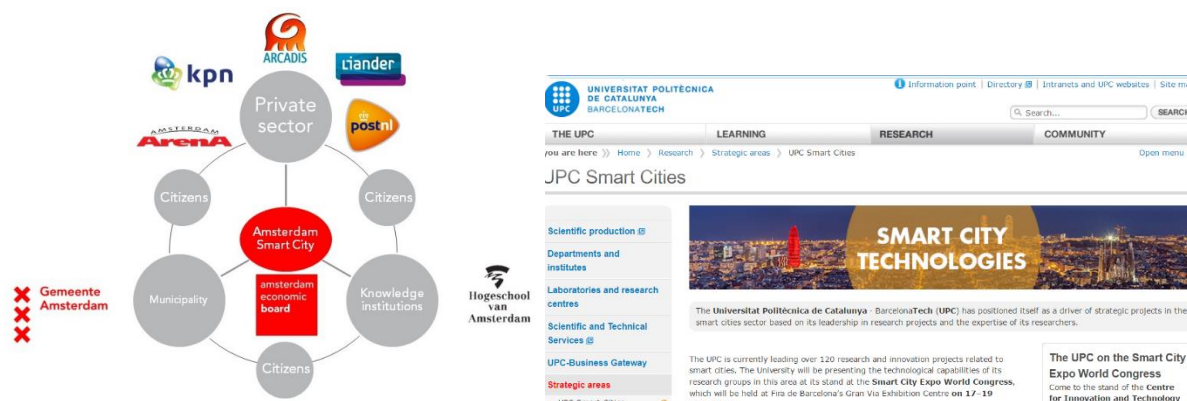 ARCADIS
kpn
Liander
Private
sector
postnl
AMSTERDAM
ArenA
Citizens
Citizens
Amsterdam
Smart City
Gemeente
Amsterdam
Municipality
amsterdam
economic
board
Knowledge
institutions
Hogeschool
van
Amsterdam
Citizens
UNIVERSITAT POLITÈCNICA
DE CATALUNYA
BARCELONATECH
UPC
Information point | Directory | Intranets and UPC websites | Site ma
Search...
SEARCH
THE UPC LEARNING RESEARCH COMMUNITY
you are here Home Research Strategic areas UPC Smart Cities
Open menu
UPC Smart Cities
Scientific production
Departments and
institutes
Laboratories and research
centres
Scientific and Technical
Services
UPC-Business Gateway
Strategic areas
UPC Smart Cities
SMART CITY
TECHNOLOGIES
The Universitat Politècnica de Catalunya · BarcelonaTech (UPC) has positioned itself as a driver of strategic projects in the
smart cities sector based on its leadership in research projects and the expertise of its researchers.
The UPC is currently leading over 120 research and innovation projects related to
smart cities. The University will be presenting the technological capabilities of its
research groups in this area at its stand at the Smart City Expo World Congress,
which will be held at Fira de Barcelona's Gran Via Exhibition Centre on 17–19
The UPC on the Smart City
Expo World Congress
Come to the stand of the Centre
for Innovation and Technology